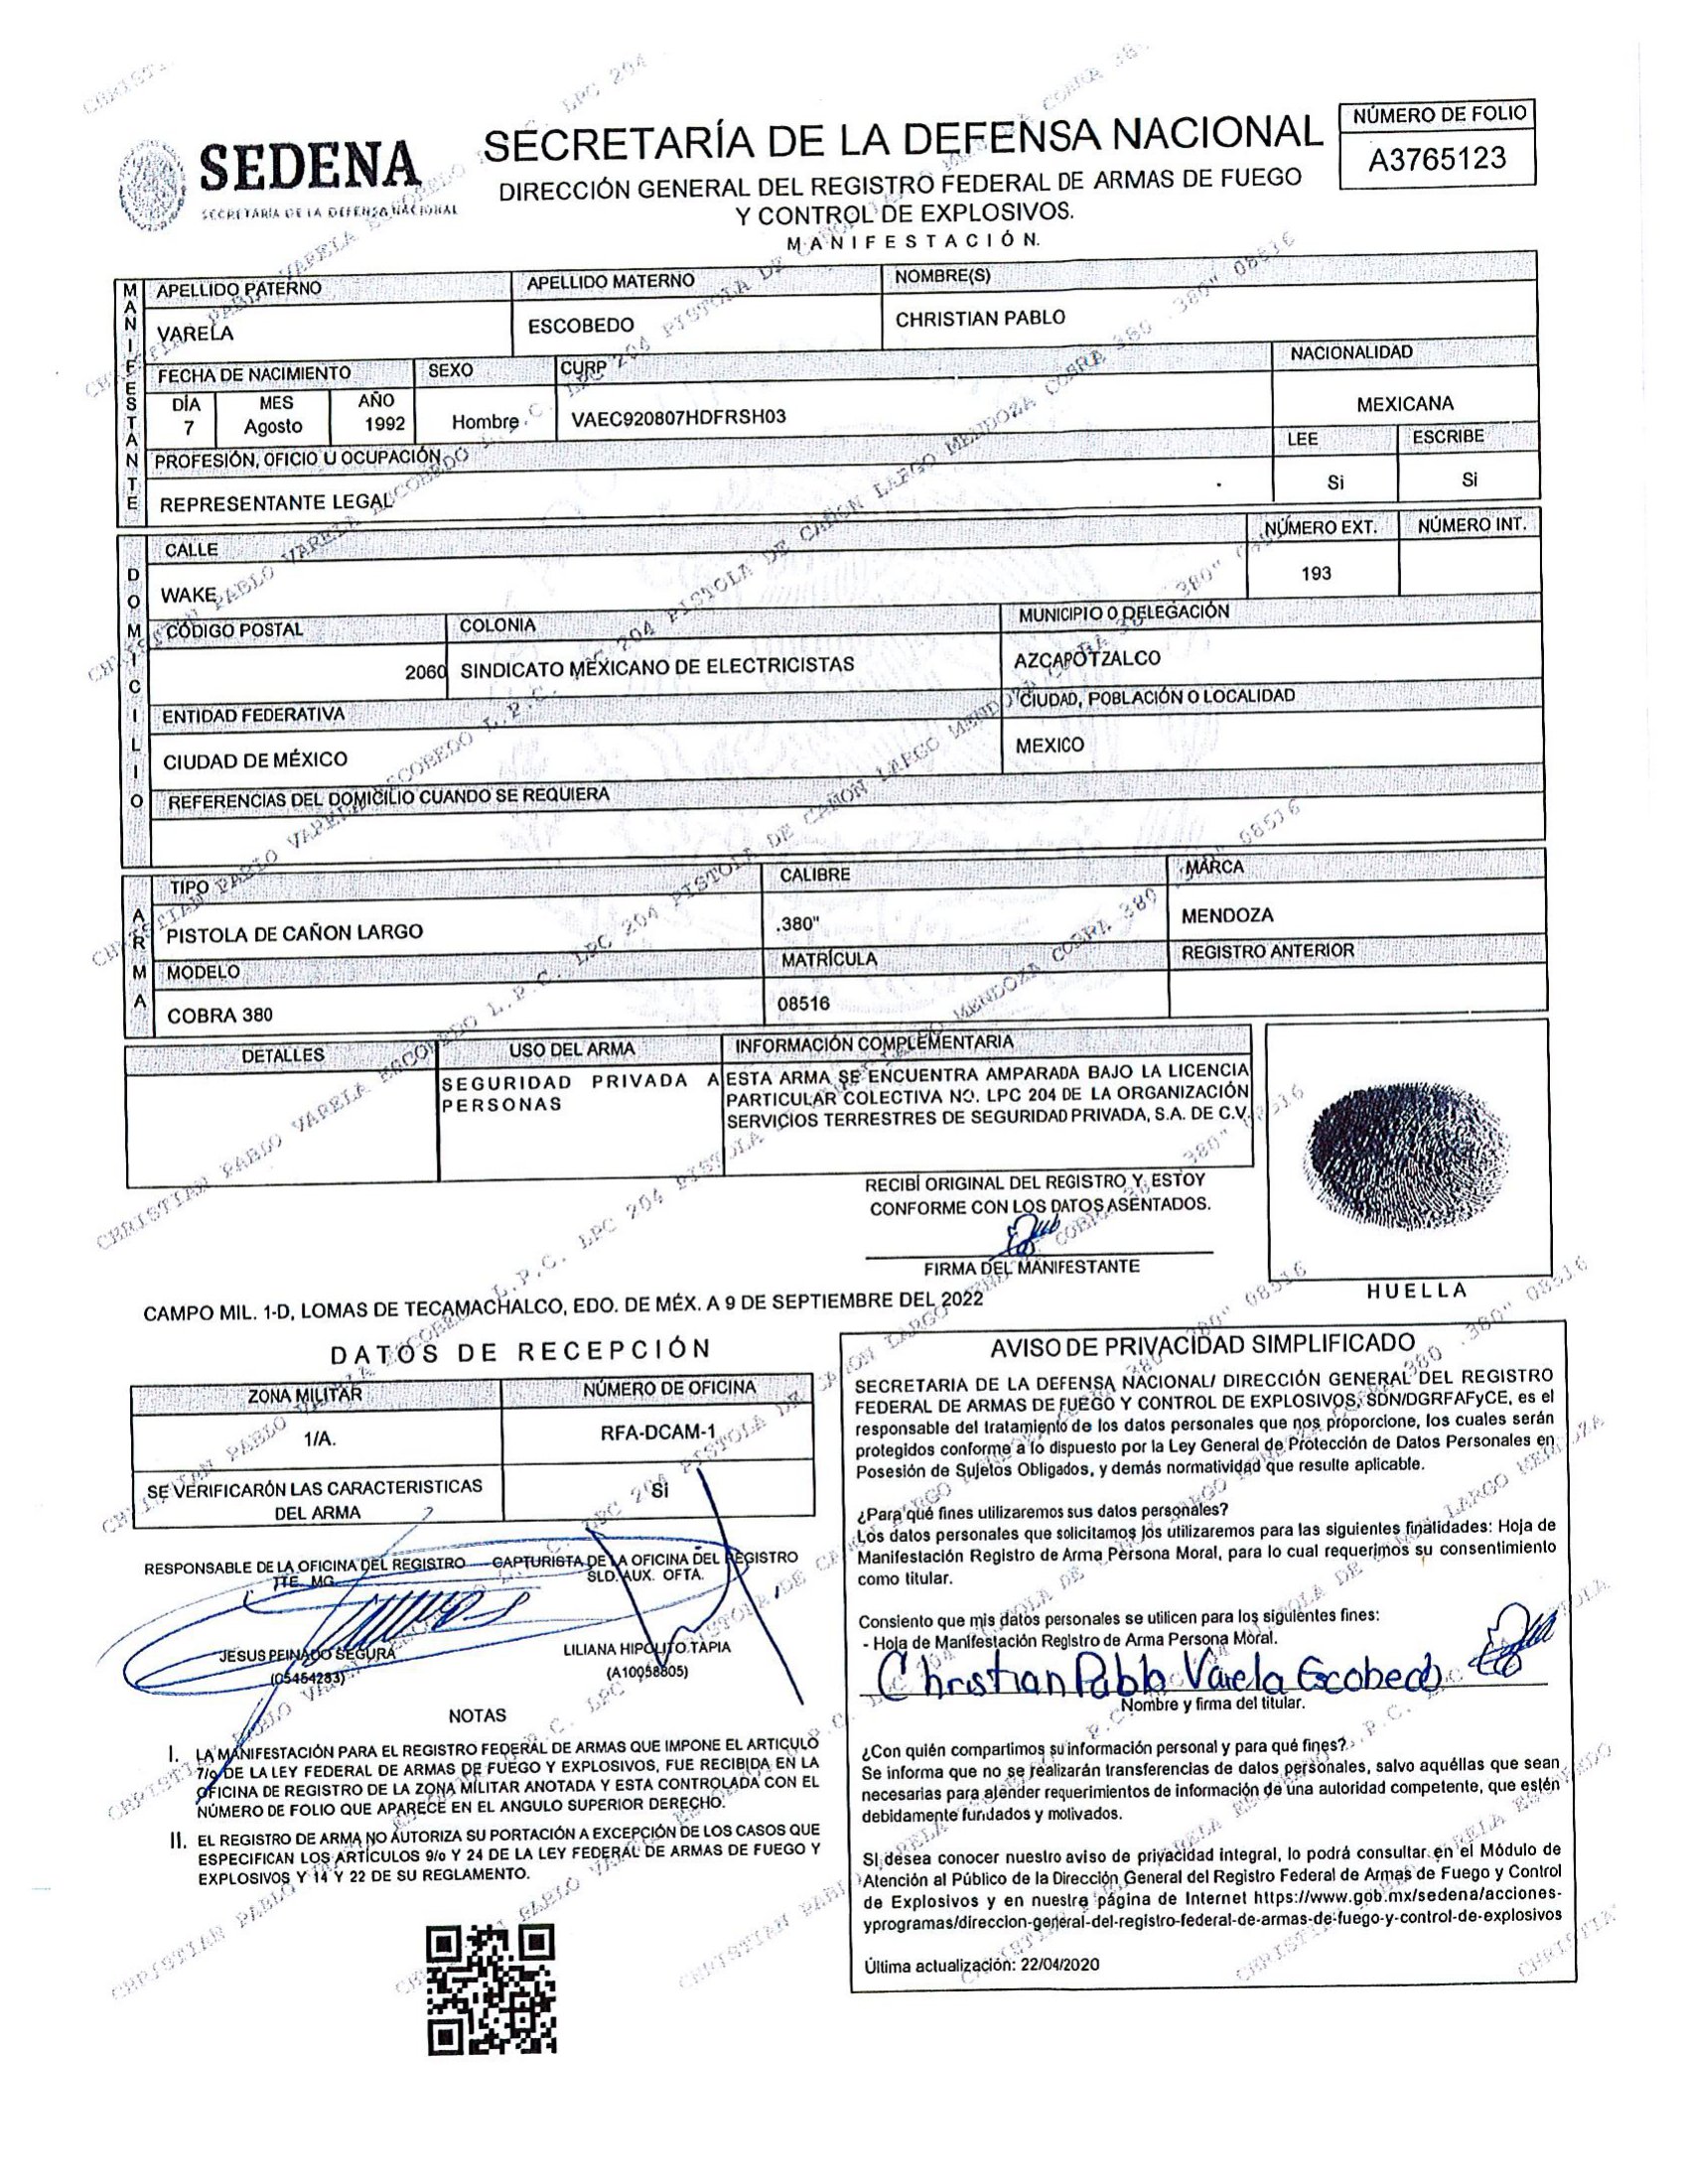 SEDENA
SECRETARÍA DE LA DEFENSA NACIONAL
SECRETARÍA DE LA DEFENSA NACIONAL
DIRECCIÓN GENERAL DEL REGISTRO FEDERAL DE ARMAS DE FUEGO
Y CONTROL DE EXPLOSIVOS.
MANIFESTACIÓN.
NÚMERO DE FOLIO
A3765123
MANIFESTANTE
APELLIDO PATERNO APELLIDO MATERNO NOMBRE(S)
VARELA ESCOBEDO CHRISTIAN PABLO
FECHA DE NACIMIENTO SEXO CURP NACIONALIDAD
DÍA MES AÑO
7 Agosto 1992 Hombre VAEC920807HDFRSH03 MEXICANA
PROFESIÓN, OFICIO U OCUPACIÓN LEE ESCRIBE
REPRESENTANTE LEGAL Si Si
DOMICILIO
CALLE NÚMERO EXT. NÚMERO INT.
WAKE 193
CÓDIGO POSTAL COLONIA MUNICIPIO O DELEGACIÓN
2060 SINDICATO MEXICANO DE ELECTRICISTAS AZCAPOTZALCO
ENTIDAD FEDERATIVA CIUDAD, POBLACIÓN O LOCALIDAD
CIUDAD DE MÉXICO MEXICO
REFERENCIAS DEL DOMICILIO CUANDO SE REQUIERA
ARMA
TIPO CALIBRE MARCA
PISTOLA DE CAÑON LARGO .380" MENDOZA
MODELO MATRÍCULA REGISTRO ANTERIOR
COBRA 380 08516
DETALLES USO DEL ARMA INFORMACIÓN COMPLEMENTARIA
SEGURIDAD PRIVADA A
PERSONAS
ESTA ARMA SE ENCUENTRA AMPARADA BAJO LA LICENCIA
PARTICULAR COLECTIVA NO. LPC 204 DE LA ORGANIZACIÓN
SERVICIOS TERRESTRES DE SEGURIDAD PRIVADA, S.A. DE C.V.
RECIBÍ ORIGINAL DEL REGISTRO Y ESTOY
CONFORME CON LOS DATOS ASENTADOS.
FIRMA DEL MANIFESTANTE
HUELLA
CAMPO MIL. 1-D, LOMAS DE TECAMACHALCO, EDO. DE MÉX. A 9 DE SEPTIEMBRE DEL 2022
DATOS DE RECEPCIÓN
ZONA MILITAR NÚMERO DE OFICINA
1/A. RFA-DCAM-1
SE VERIFICARÓN LAS CARACTERISTICAS
DEL ARMA
Si
RESPONSABLE DE LA OFICINA DEL REGISTRO
TTE. MG.
JESUS PEINADO SEGURA
(C5454283)
CAPTURISTA DE LA OFICINA DEL REGISTRO
SLD. AUX. OFTA.
LILIANA HIPOLITO TAPIA
(A10058805)
NOTAS
I. LA MANIFESTACIÓN PARA EL REGISTRO FEDERAL DE ARMAS QUE IMPONE EL ARTICULO
7/o DE LA LEY FEDERAL DE ARMAS DE FUEGO Y EXPLOSIVOS, FUE RECIBIDA EN LA
OFICINA DE REGISTRO DE LA ZONA MILITAR ANOTADA Y ESTA CONTROLADA CON EL
NÚMERO DE FOLIO QUE APARECE EN EL ANGULO SUPERIOR DERECHO.
II. EL REGISTRO DE ARMA NO AUTORIZA SU PORTACIÓN A EXCEPCIÓN DE LOS CASOS QUE
ESPECIFICAN LOS ARTÍCULOS 9/o Y 24 DE LA LEY FEDERAL DE ARMAS DE FUEGO Y
EXPLOSIVOS Y 14 Y 22 DE SU REGLAMENTO.
AVISO DE PRIVACIDAD SIMPLIFICADO
SECRETARIA DE LA DEFENSA NACIONAL/ DIRECCIÓN GENERAL DEL REGISTRO
FEDERAL DE ARMAS DE FUEGO Y CONTROL DE EXPLOSIVOS, SDN/DGRFAFyCE, es el
responsable del tratamiento de los datos personales que nos proporcione, los cuales serán
protegidos conforme a lo dispuesto por la Ley General de Protección de Datos Personales en
Posesión de Sujetos Obligados, y demás normatividad que resulte aplicable.
¿Para qué fines utilizaremos sus datos personales?
Los datos personales que solicitamos los utilizaremos para las siguientes finalidades: Hoja de
Manifestación Registro de Arma Persona Moral, para lo cual requerimos su consentimiento
como titular.
Consiento que mis datos personales se utilicen para los siguientes fines:
- Hoja de Manifestación Registro de Arma Persona Moral.
Christian Pablo Varela Escobedo
Nombre y firma del titular.
¿Con quién compartimos su información personal y para qué fines?
Se informa que no se realizarán transferencias de datos personales, salvo aquéllas que sean
necesarias para atender requerimientos de información de una autoridad competente, que estén
debidamente fundados y motivados.
Si desea conocer nuestro aviso de privacidad integral, lo podrá consultar en el Módulo de
Atención al Público de la Dirección General del Registro Federal de Armas de Fuego y Control
de Explosivos y en nuestra página de Internet https://www.gob.mx/sedena/acciones-
yprogramas/direccion-general-del-registro-federal-de-armas-de-fuego-y-control-de-explosivos
Última actualización: 22/04/2020